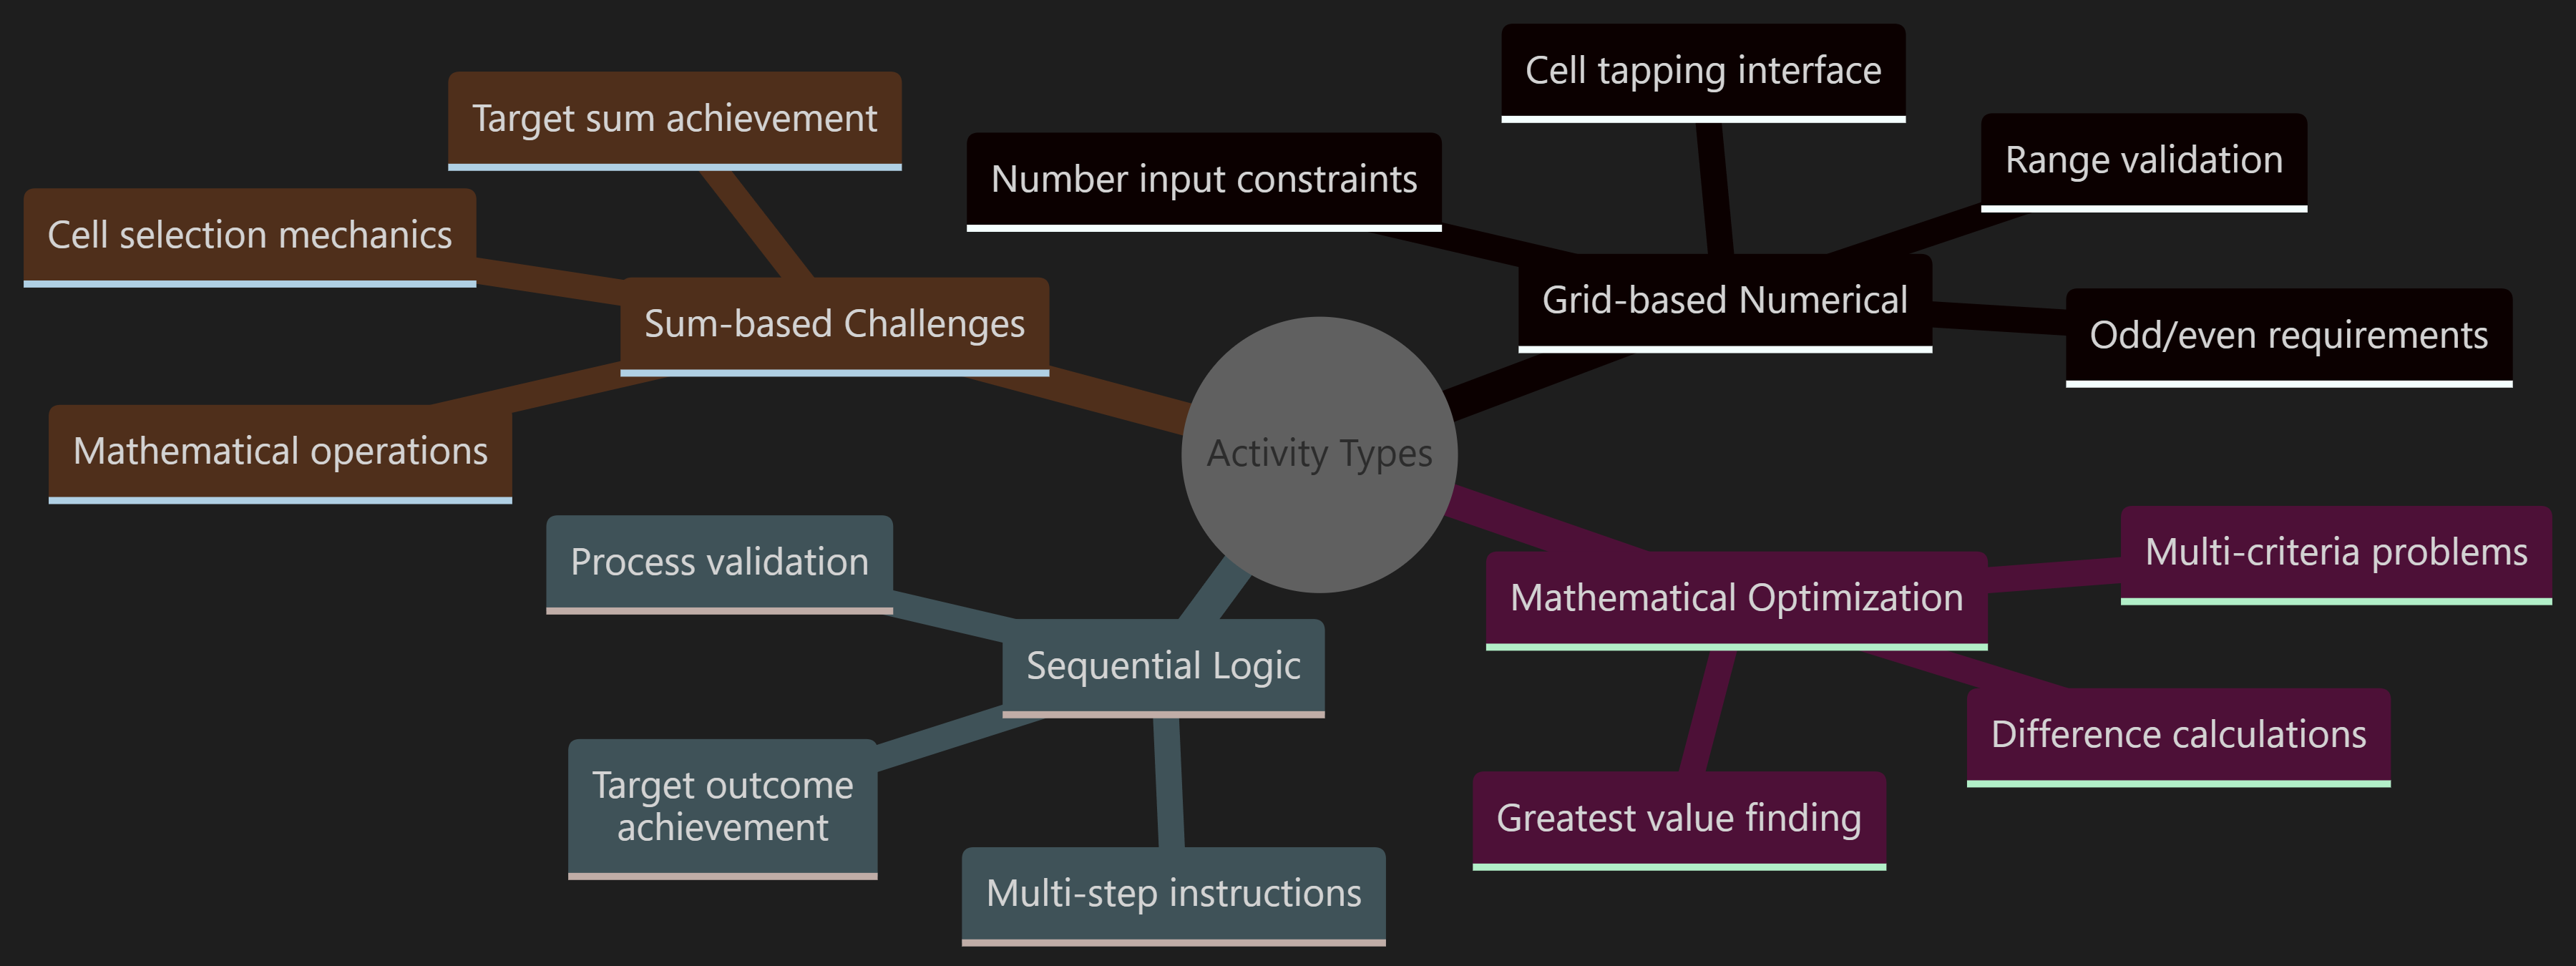 Cell tapping interface
Target sum achievement
Number input constraints
Range validation
Cell selection mechanics
Grid-based Numerical
Sum-based Challenges
Odd/even requirements
Mathematical operations
Activity Types
Process validation
Multi-criteria problems
Mathematical Optimization
Sequential Logic
Difference calculations
Target outcome
achievement
Greatest value finding
Multi-step instructions